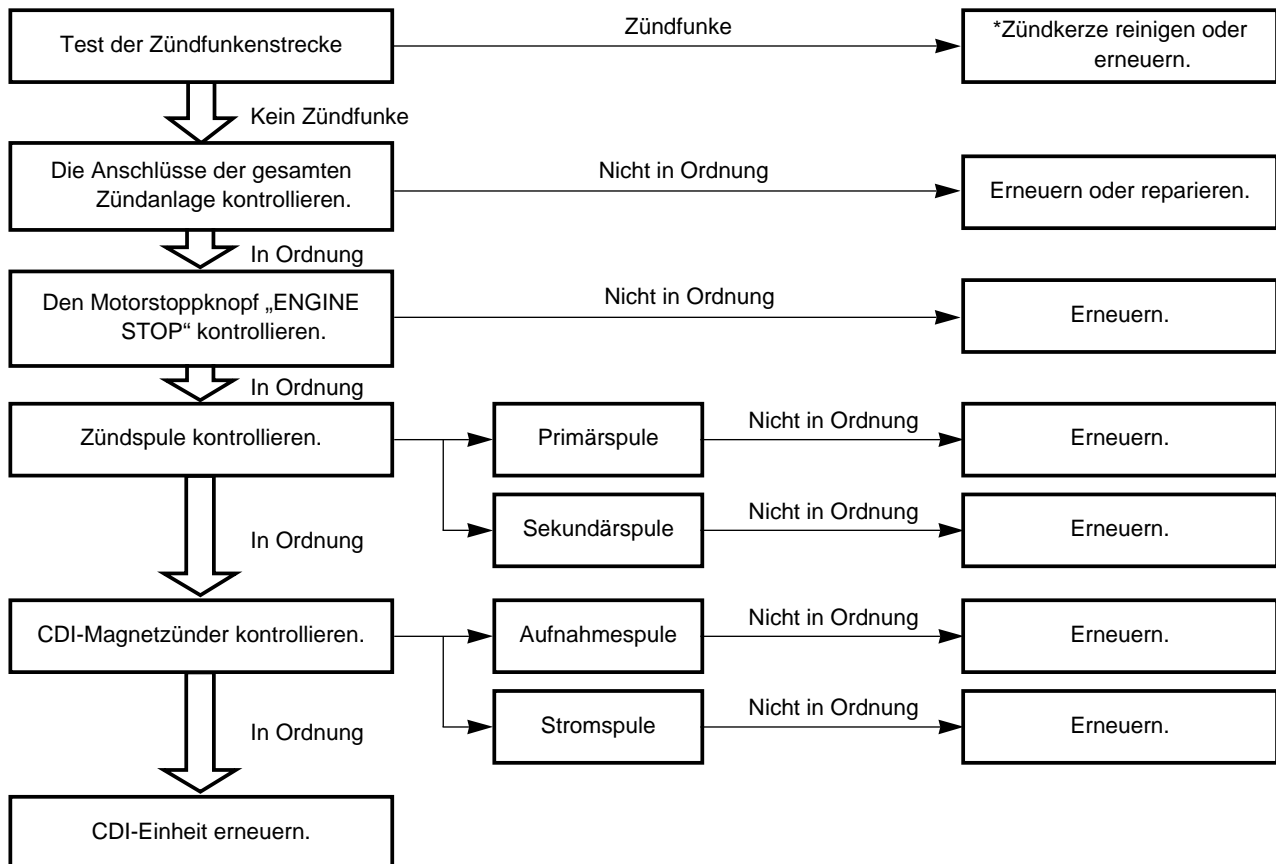 Test der Zündfunkenstrecke
Zündfunke
*Zündkerze reinigen oder
erneuern.
Kein Zündfunke
Die Anschlüsse der gesamten
Zündanlage kontrollieren.
Nicht in Ordnung
Erneuern oder reparieren.
In Ordnung
Den Motorstoppknopf „ENGINE
STOP“ kontrollieren.
Nicht in Ordnung
Erneuern.
In Ordnung
Zündspule kontrollieren.
Primärspule
Nicht in Ordnung
Erneuern.
Sekundärspule
Nicht in Ordnung
Erneuern.
In Ordnung
CDI-Magnetzünder kontrollieren.
Aufnahmespule
Nicht in Ordnung
Erneuern.
Stromspule
Nicht in Ordnung
Erneuern.
In Ordnung
CDI-Einheit erneuern.